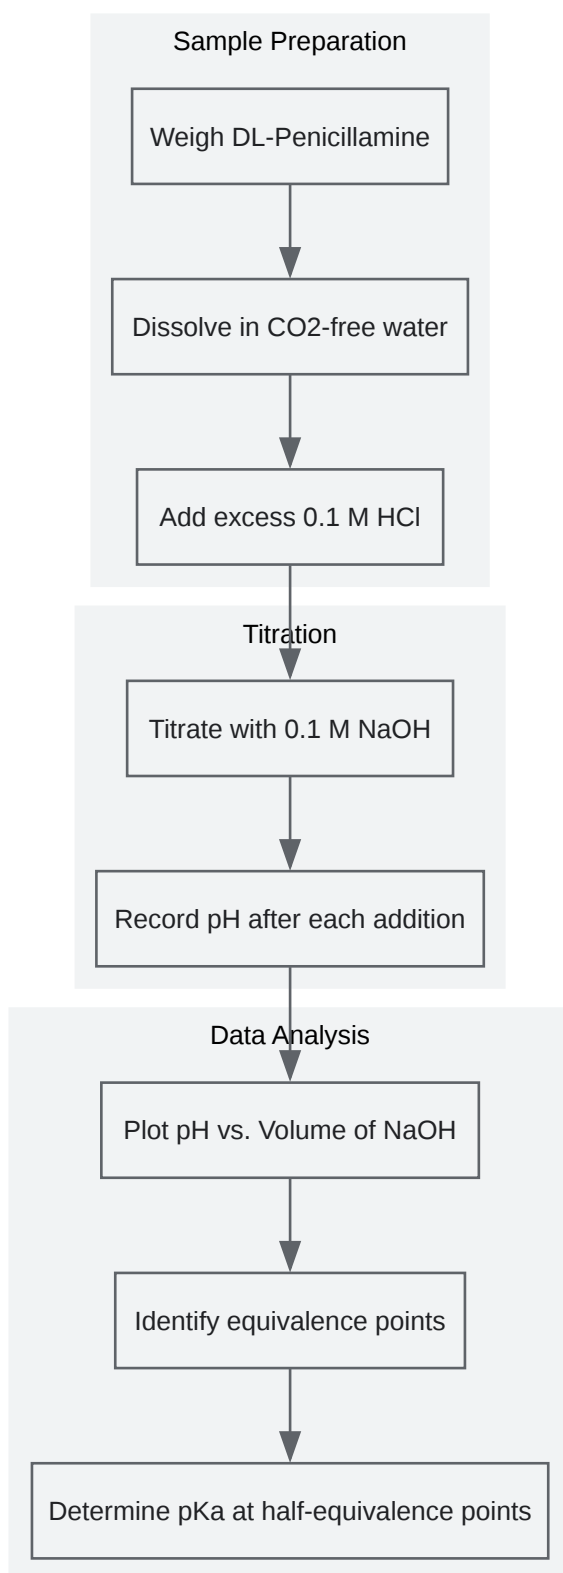 Sample Preparation
Weigh DL-Penicillamine
Dissolve in CO2-free water
Add excess 0.1 M HCl
Titration
Titrate with 0.1 M NaOH
Record pH after each addition
Data Analysis
Plot pH vs. Volume of NaOH
Identify equivalence points
Determine pKa at half-equivalence points